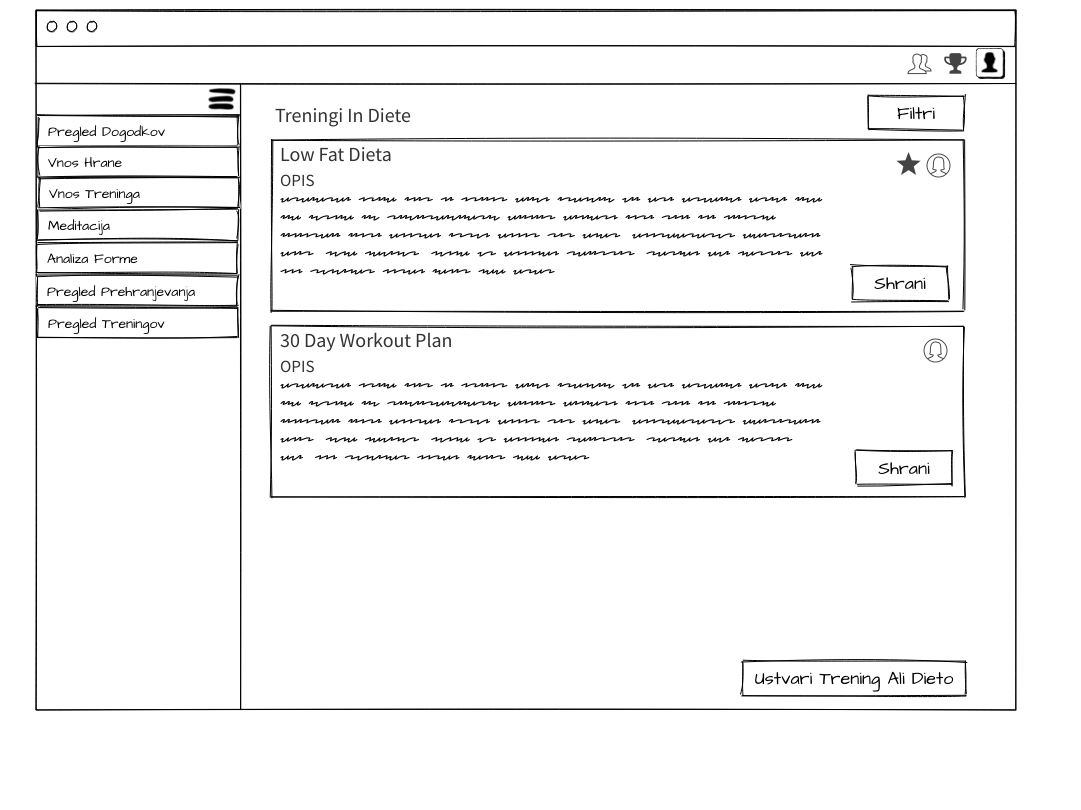 Pregled Dogodkov
Vnos Hrane
Vnos Treninga
Meditacija
Analiza Forme
Pregled Prehranjevanja
Pregled Treningov
Treningi In Diete
Filtri
Low Fat Dieta
OPIS
Shrani
30 Day Workout Plan
OPIS
Shrani
Ustvari Trening Ali Dieto